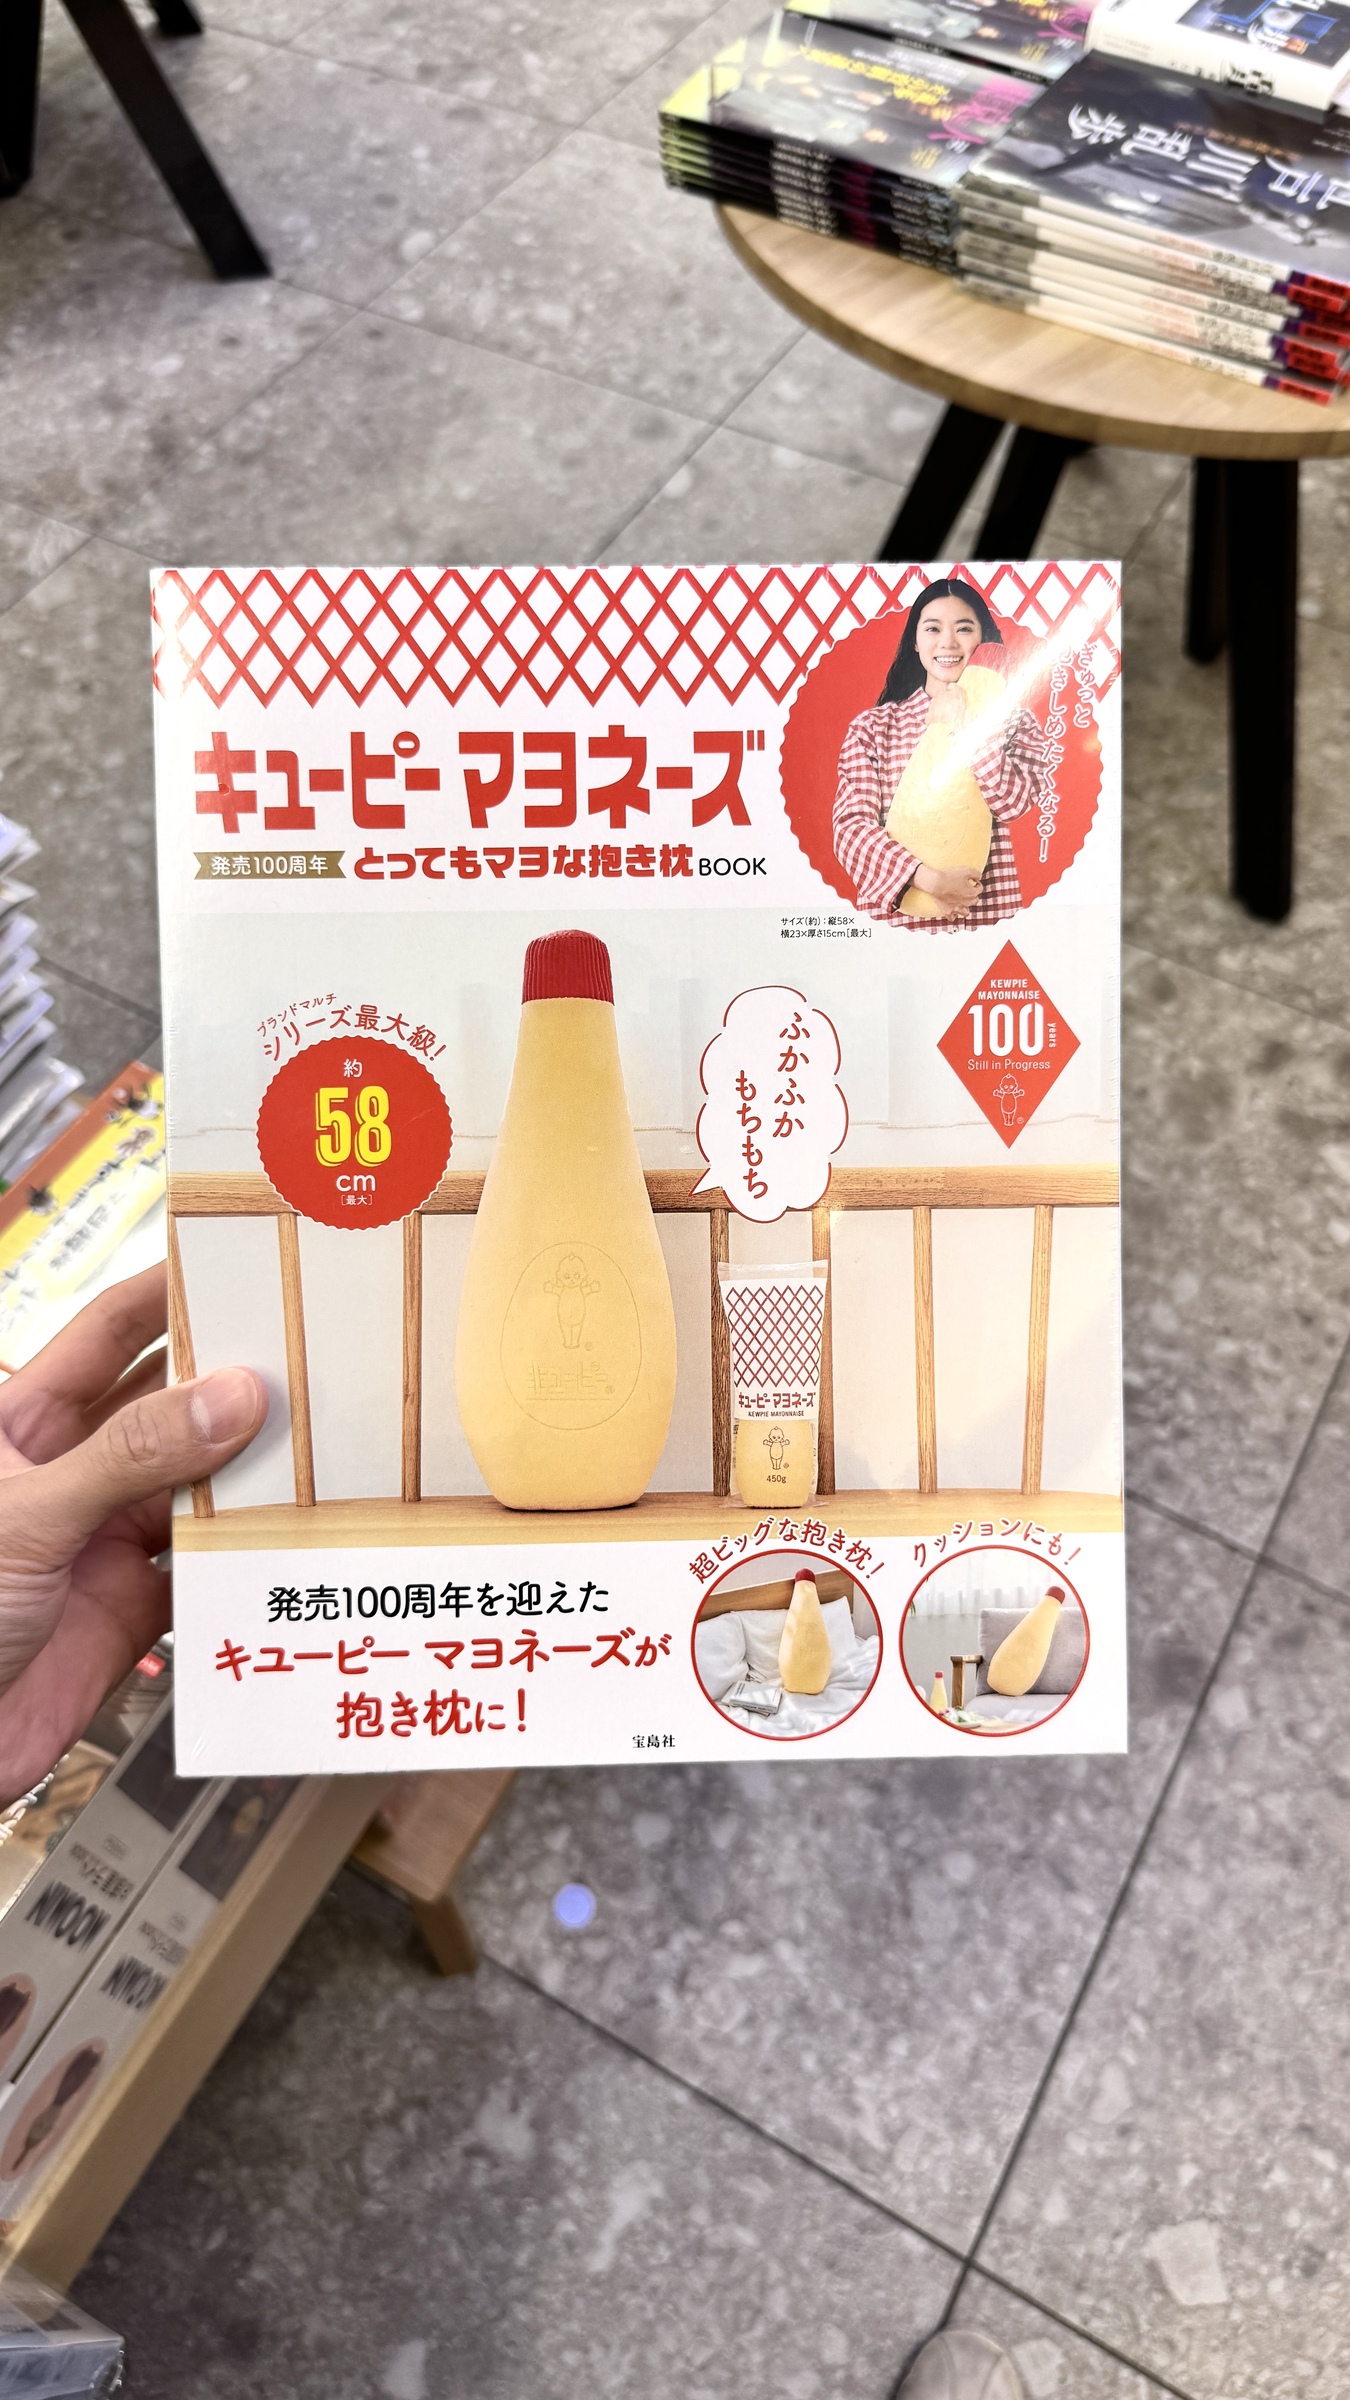 江戸川乱歩
キューピー マヨネーズ
発売100周年 とってもマヨな抱き枕BOOK
ぎゅっと
抱きしめたくなる!
サイズ(約):縦58×
横23×厚さ15cm[最大]
ブランドマルチ
シリーズ最大級!
約
58
cm
[最大]
ふかふか
もちもち
KEWPIE
MAYONNAISE
100 years
Still in Progress
®
®
キユーピー®
キユーピー マヨネーズ
KEWPIE MAYONNAISE
®
450g
超ビッグな抱き枕!
クッションにも!
発売100周年を迎えた
キユーピー マヨネーズが
抱き枕に!
宝島社
MOOMIN
MOOMIN